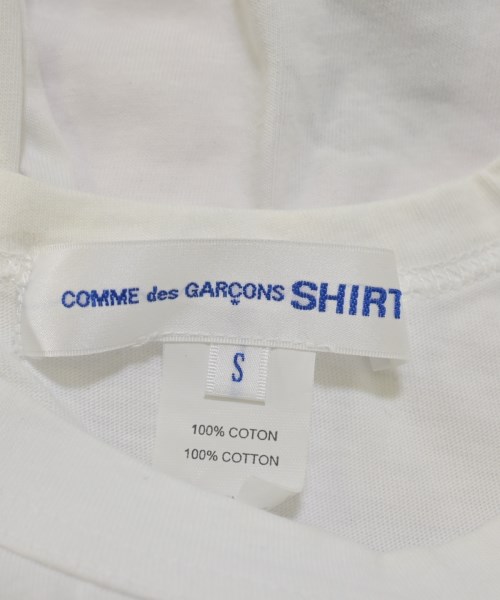 COMME des GARÇONS SHIRT
S
100% COTON
100% COTTON